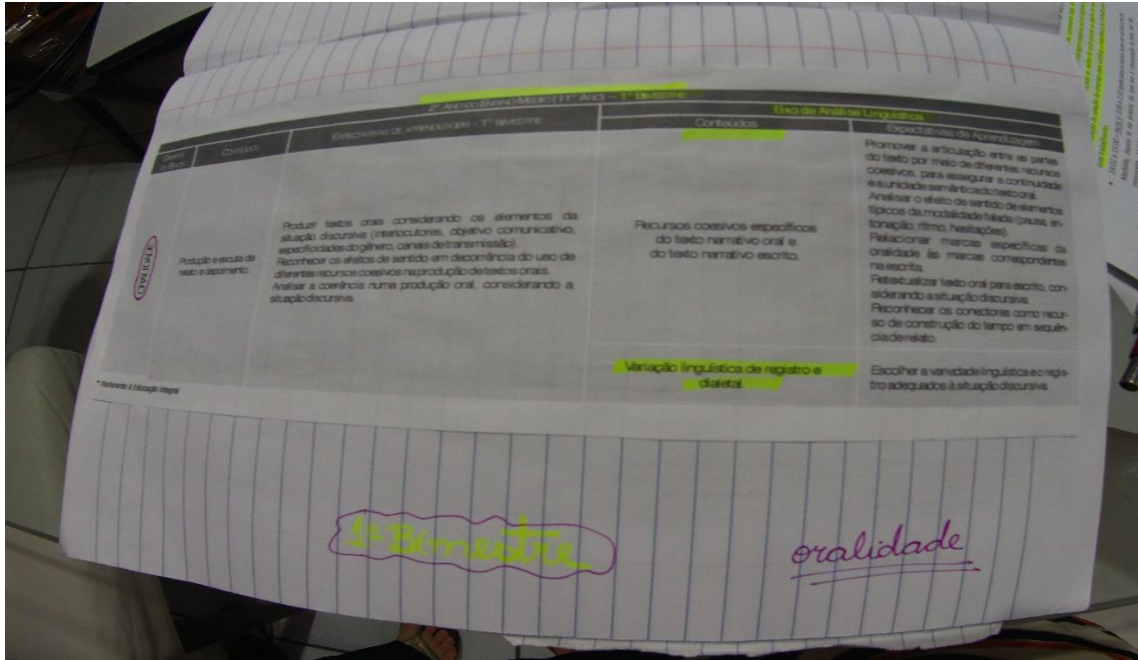 2º ANO DO ENSINO MÉDIO (11º ANO) - 1º BIMESTRE
EXPECTATIVAS DE APRENDIZAGEM - 1º BIMESTRE
Eixo de Análise Linguística
CONTEÚDOS
Conteúdos
Expectativas de Aprendizagem
ORALIDADE
Produção e escuta de
relato e depoimento.
Produzir textos orais considerando os elementos da
situação discursiva (interlocutores, objetivo comunicativo,
especificidades do gênero, canais de transmissão).
Reconhecer os efeitos de sentido em decorrência do uso de
diferentes recursos coesivos na produção de textos orais.
Analisar a coerência numa produção oral, considerando a
situação discursiva.
Recursos coesivos específicos
do texto narrativo oral e
do texto narrativo escrito.
Promover a articulação entre as partes
do texto por meio de diferentes recursos
coesivos, para assegurar a continuidade
e a unidade semântica do texto oral.
Analisar o efeito de sentido de elementos
típicos da modalidade falada (pausa, en-
tonação, ritmo, hesitações).
Relacionar marcas específicas da
oralidade às marcas correspondentes
na escrita.
Retextualizar texto oral para escrito, con-
siderando a situação discursiva.
Reconhecer os conectores como recur-
so de construção do tempo em sequên-
cia de relato.
Variação linguística de registro e
dialetal.
Escolher a variedade linguística e o regis-
tro adequados à situação discursiva.
* Referente à Educação Integral
1º Bimestre
oralidade